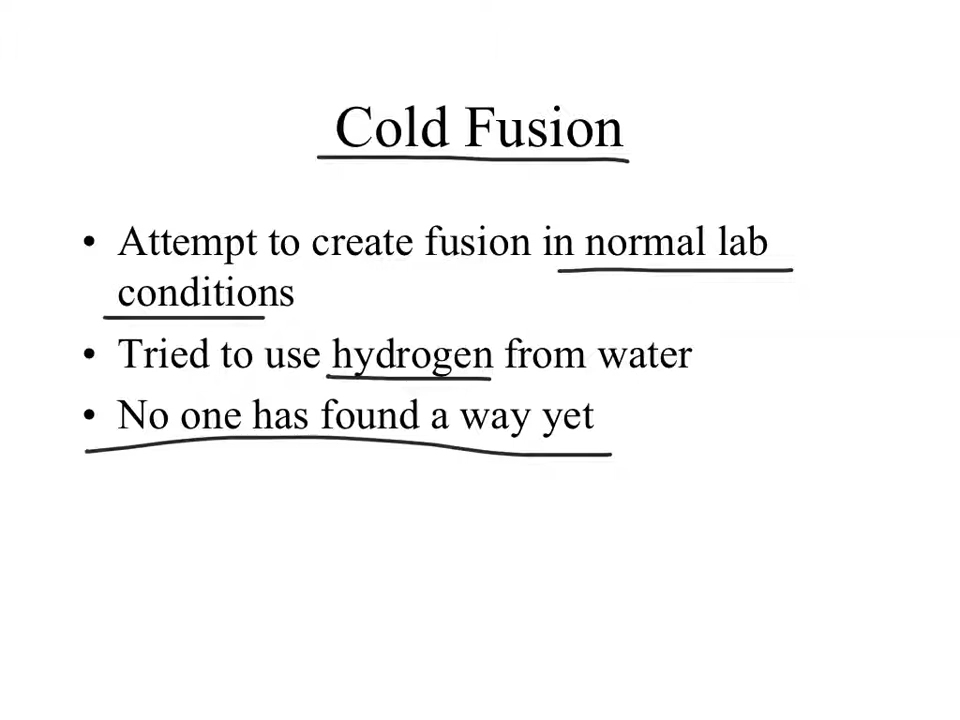 Cold Fusion
• Attempt to create fusion in normal lab
conditions
• Tried to use hydrogen from water
• No one has found a way yet